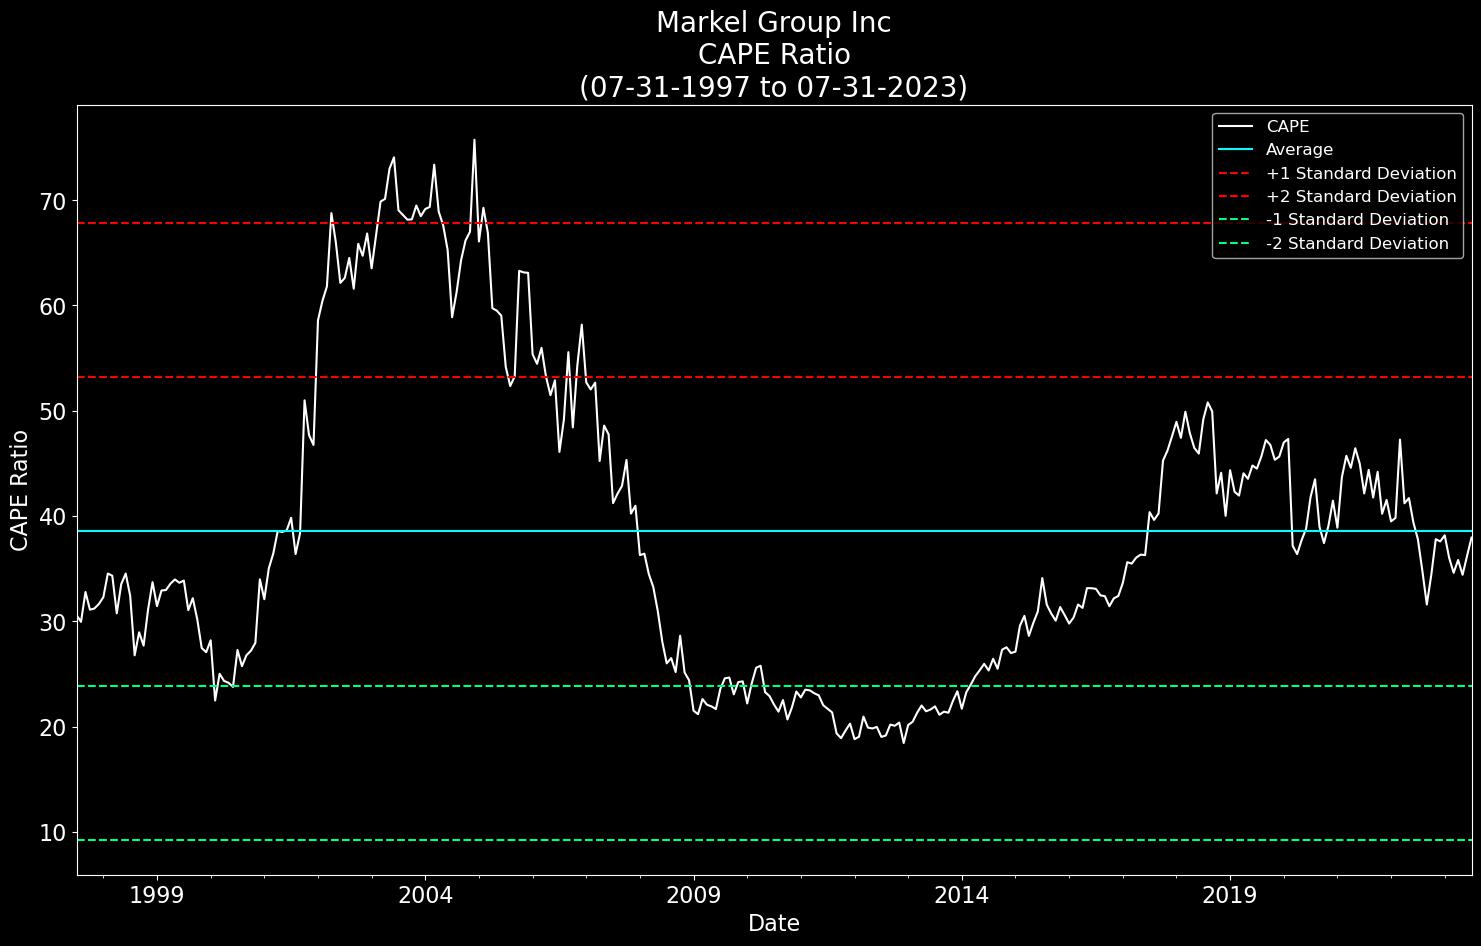 Markel Group Inc
CAPE Ratio
(07-31-1997 to 07-31-2023)
CAPE
Average
+1 Standard Deviation
+2 Standard Deviation
-1 Standard Deviation
-2 Standard Deviation
70
60
50
40
30
20
10
CAPE Ratio
1999 2004 2009 2014 2019
Date